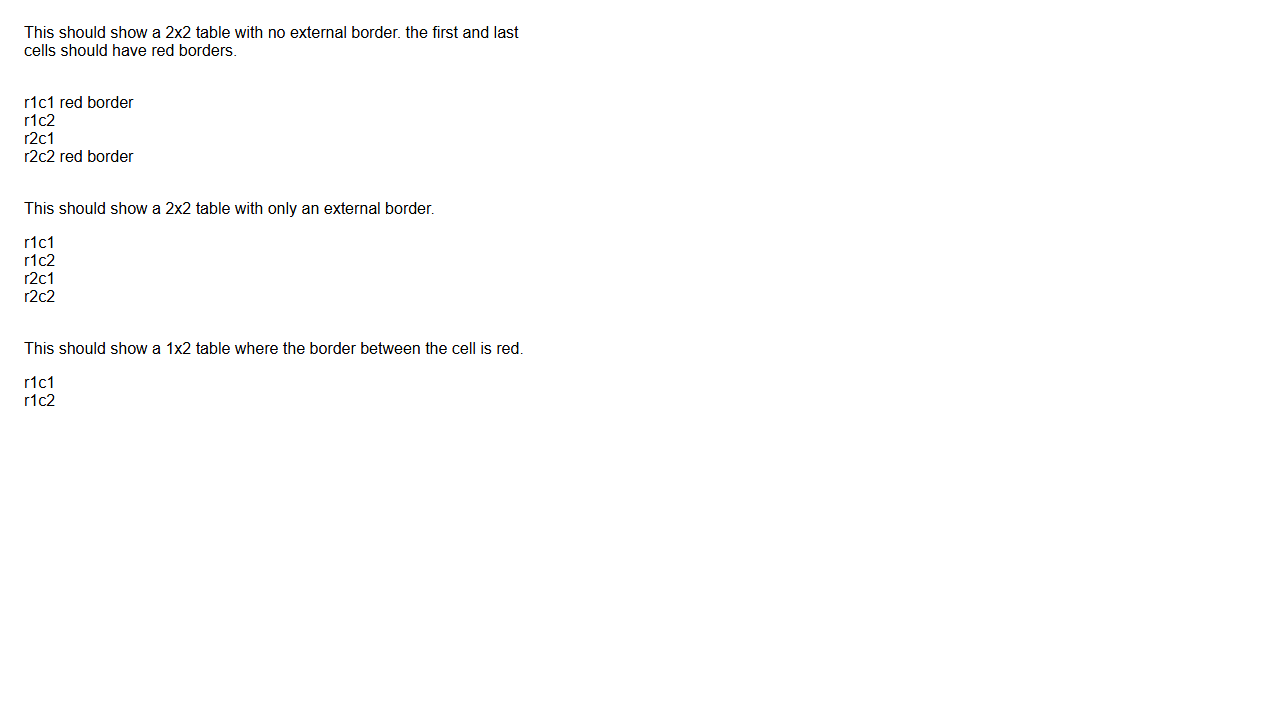 This should show a 2x2 table with no external border. the first and last
cells should have red borders.
r1c1 red border
r1c2
r2c1
r2c2 red border
This should show a 2x2 table with only an external border.
r1c1
r1c2
r2c1
r2c2
This should show a 1x2 table where the border between the cell is red.
r1c1
r1c2